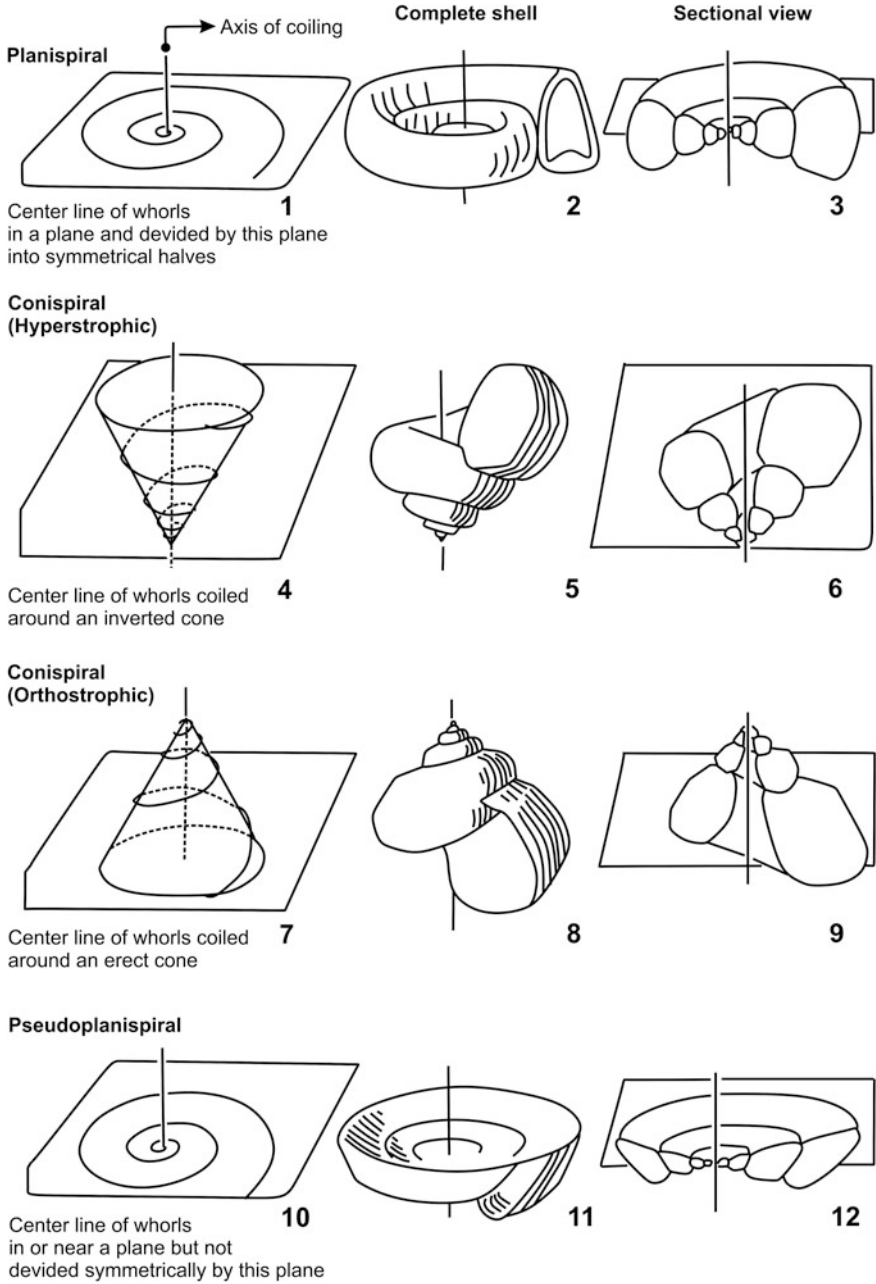 Complete shell
Sectional view
Axis of coiling
Planispiral
1
2
3
Center line of whorls
in a plane and devided by this plane
into symmetrical halves
Conispiral
(Hyperstrophic)
4
5
6
Center line of whorls coiled
around an inverted cone
Conispiral
(Orthostrophic)
7
8
9
Center line of whorls coiled
around an erect cone
Pseudoplanispiral
10
11
12
Center line of whorls
in or near a plane but not
devided symmetrically by this plane